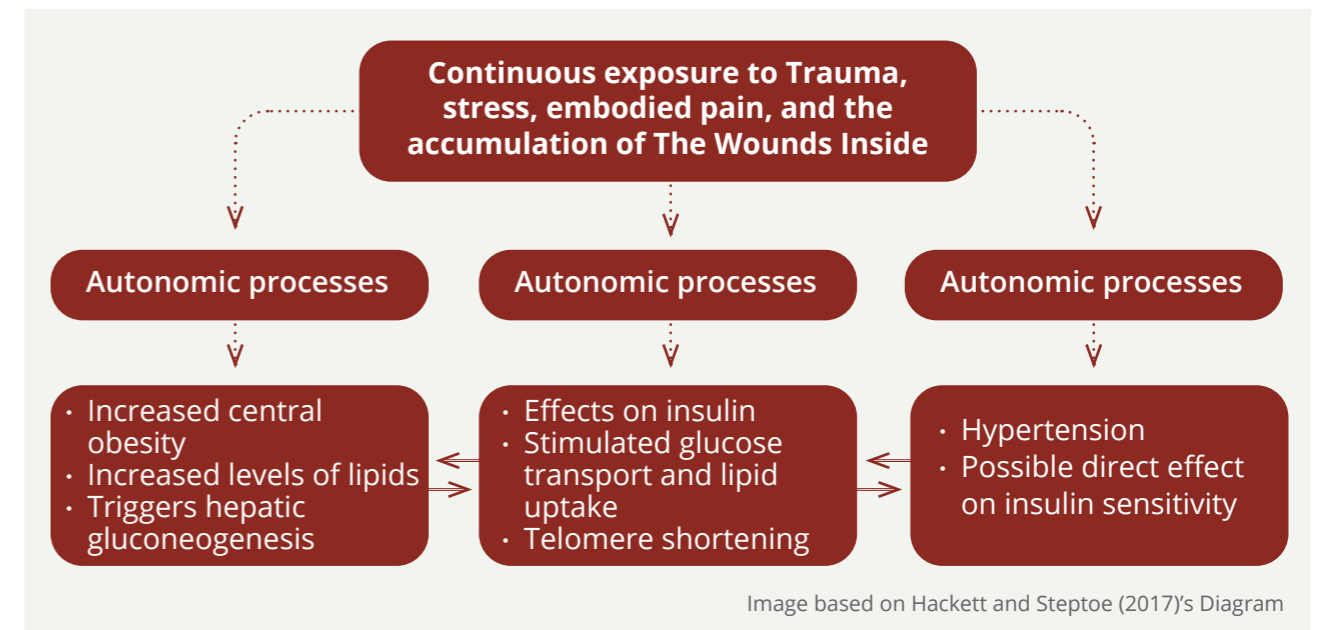 Continuous exposure to Trauma,
stress, embodied pain, and the
accumulation of The Wounds Inside
Autonomic processes
Autonomic processes
Autonomic processes
· Increased central
obesity
· Increased levels of lipids
· Triggers hepatic
gluconeogenesis
· Effects on insulin
· Stimulated glucose
transport and lipid
uptake
· Telomere shortening
· Hypertension
· Possible direct effect
on insulin sensitivity
Image based on Hackett and Steptoe (2017)'s Diagram